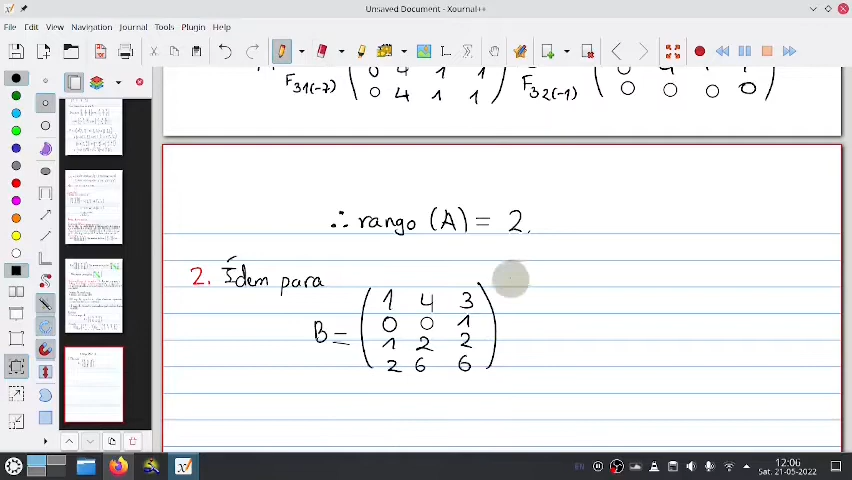 Unsaved Document - Xournal++
File Edit View Navigation Journal Tools Plugin Help
F31(-7) 0 4 1 1 F32(-1)
0 4 1 1 0 0 0 0
∴ rango (A) = 2.
2. Ídem para
B = ( 1 4 3
0 0 1
1 2 2
2 6 6 )
EN
12:06
Sat. 21-05-2022